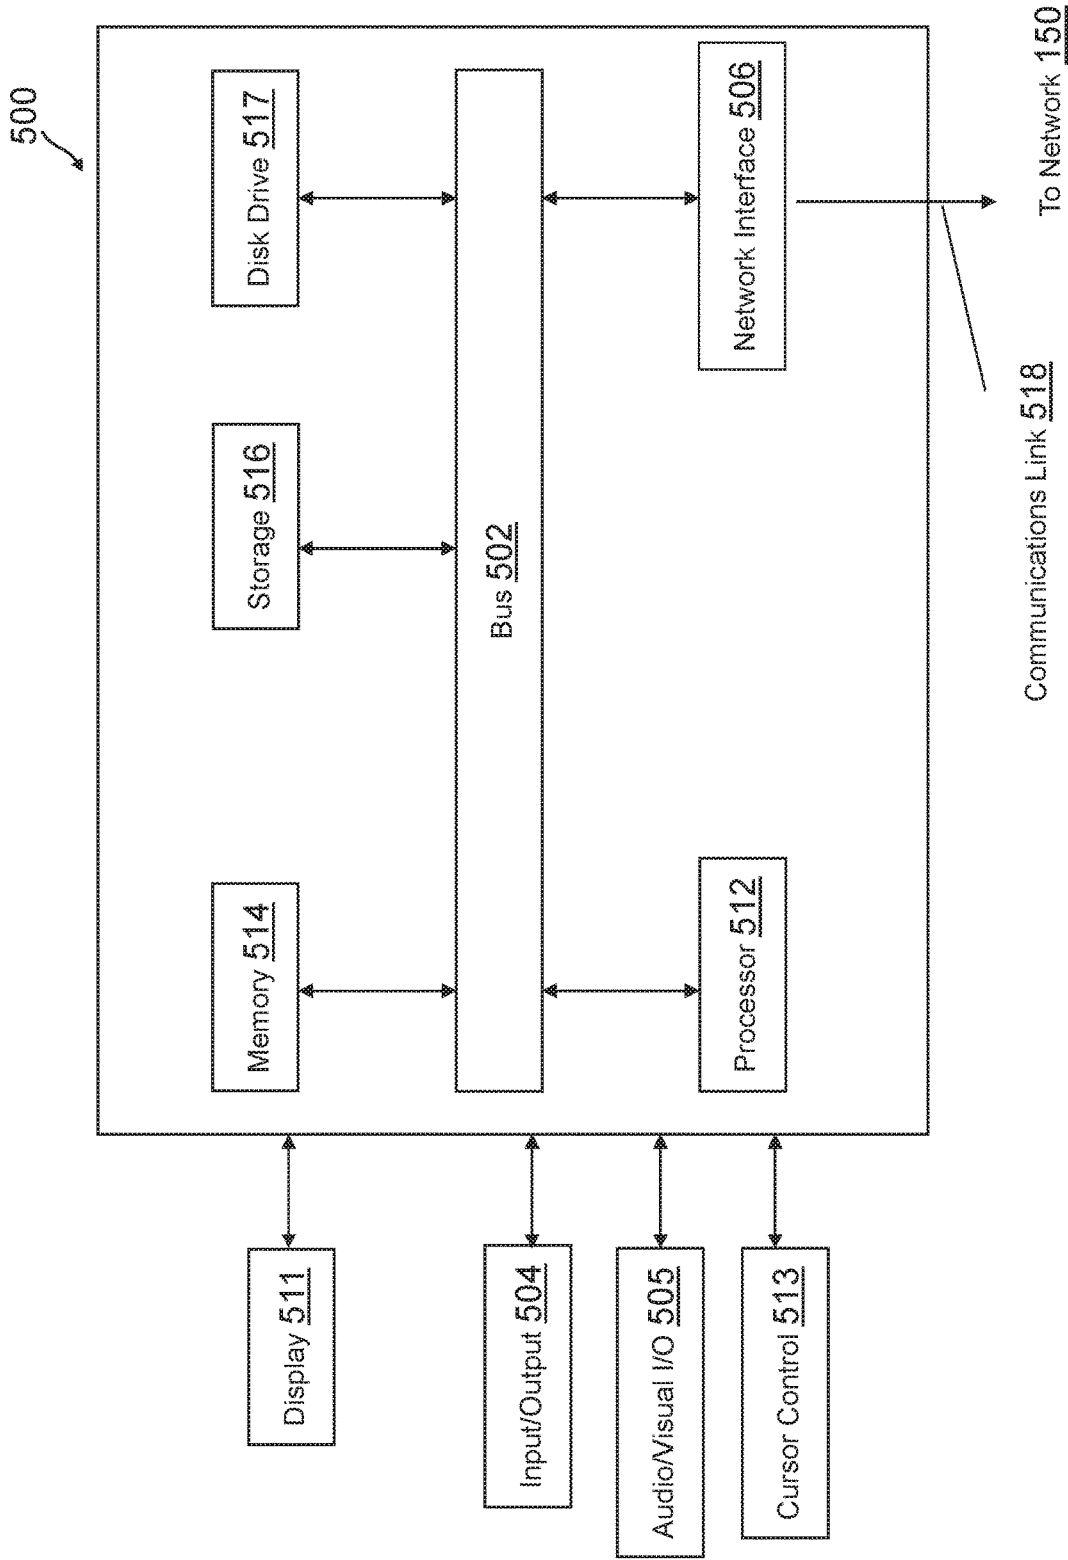 500
Display 511
Memory 514
Storage 516
Disk Drive 517
Input/Output 504
Bus 502
Audio/Visual I/O 505
Cursor Control 513
Processor 512
Network Interface 506
Communications Link 518
To Network 150